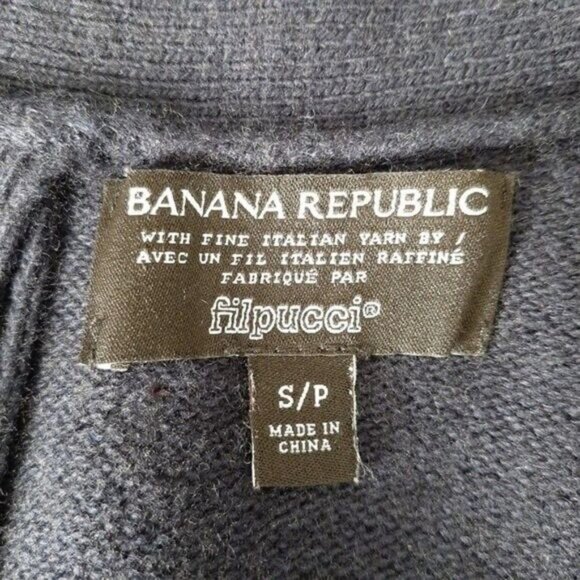 BANANA REPUBLIC
WITH FINE ITALIAN YARN BY /
AVEC UN FIL ITALIEN RAFFINÉ
FABRIQUÉ PAR
filpucci®
S/P
MADE IN
CHINA